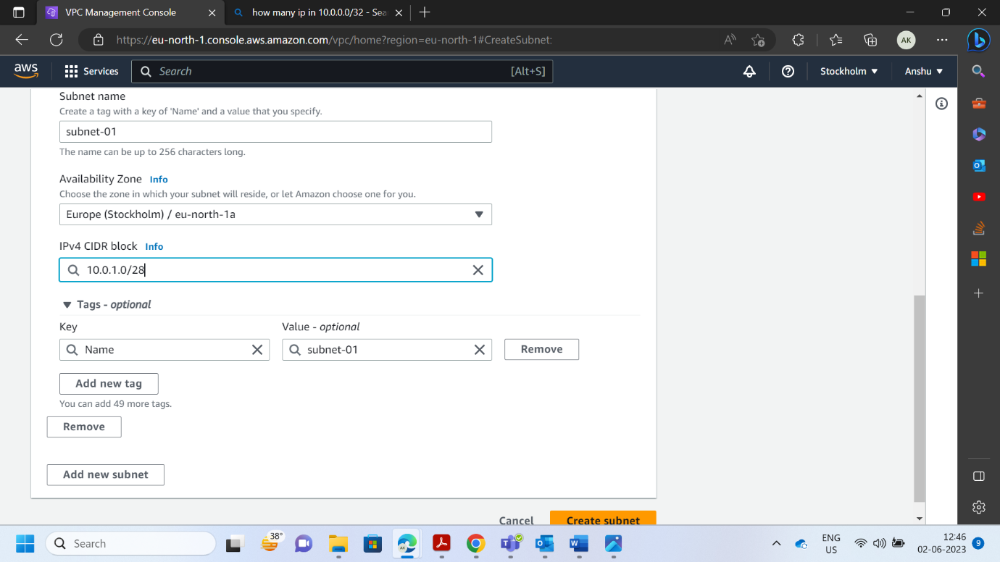 VPC Management Console
how many ip in 10.0.0.0/32 - Sea
https://eu-north-1.console.aws.amazon.com/vpc/home?region=eu-north-1#CreateSubnet:
AK
aws
Services
Search
[Alt+S]
Stockholm
Anshu
Subnet name
Create a tag with a key of 'Name' and a value that you specify.
subnet-01
The name can be up to 256 characters long.
Availability Zone Info
Choose the zone in which your subnet will reside, or let Amazon choose one for you.
Europe (Stockholm) / eu-north-1a
IPv4 CIDR block Info
10.0.1.0/28
Tags - optional
Key
Value - optional
Name
subnet-01
Remove
Add new tag
You can add 49 more tags.
Remove
Add new subnet
Cancel
Create subnet
Search
38°
ENG
US
12:46
02-06-2023
9